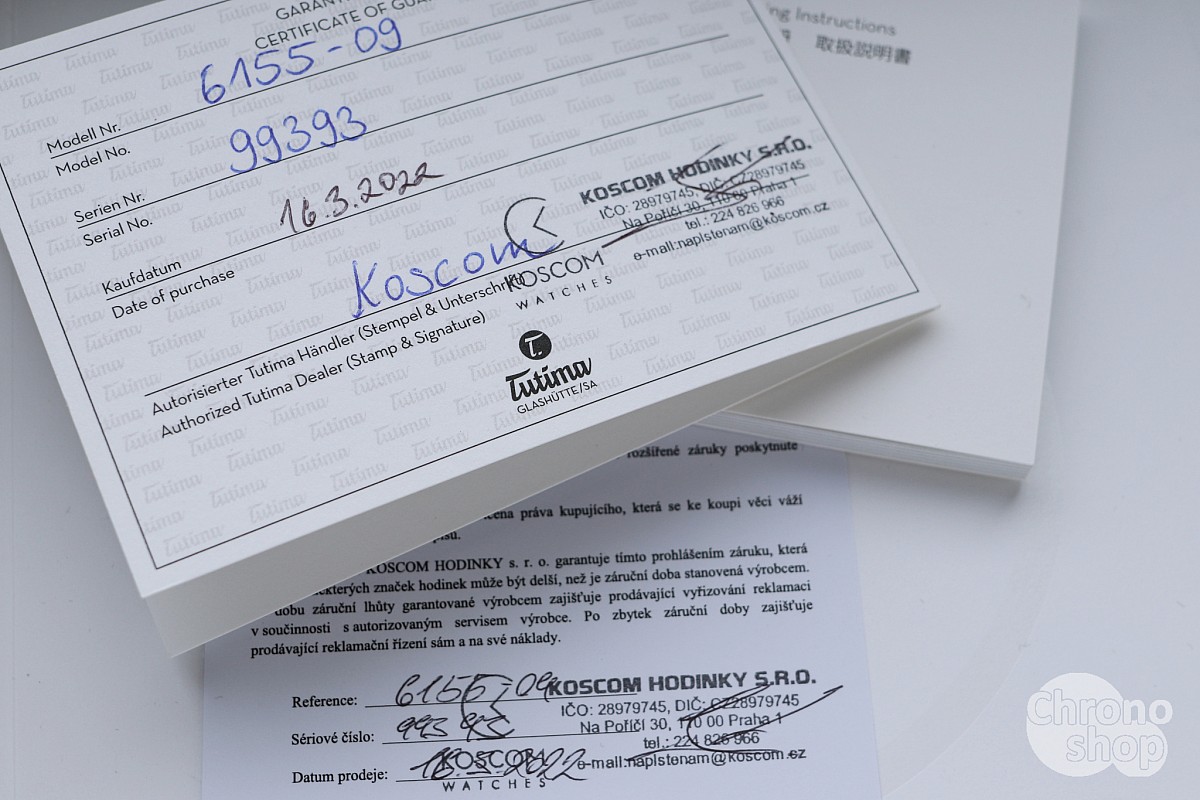 CERTIFICATE OF
6155-09
Modell Nr.
Model No.
99393
Serien Nr.
Serial No.
16.3.2022
Kaufdatum
Date of purchase
Koscom
Autorisierter Tutima Händler (Stempel & Unterschrift)
Authorized Tutima Dealer (Stamp & Signature)
KOSCOM HODINKY S.R.O.
IČO: 28979745, DIČ: CZ28979745
Na Poříčí 30, 110 00 Praha 1
tel.: 224 826 966
e-mail:naplstenam@koscom.cz
KOSCOM
WATCHES
T.
Tutima
GLASHÜTTE/SA
Instructions
取扱説明書
rozšířené záruky poskytnute
práva kupujícího, která se ke koupi věci váží
KOSCOM HODINKY s. r. o. garantuje tímto prohlášením záruku, která
značek hodinek může být delší, než je záruční doba stanovená výrobcem.
dobu záruční lhůty garantované výrobcem zajišťuje prodávající vyřizování reklamaci
v součinnosti s autorizovaným servisem výrobce. Po zbytek záruční doby zajišťuje
prodávající reklamační řízení sám a na své náklady.
Reference: 6155-09
Sériové číslo: 99393
Datum prodeje:
KOSCOM HODINKY S.R.O.
IČO: 28979745, DIČ: CZ28979745
Na Poříčí 30, 110 00 Praha 1
tel.: 224 826 966
e-mail:naplstenam@koscom.cz
KOSCOM
WATCHES
Chrono
shop